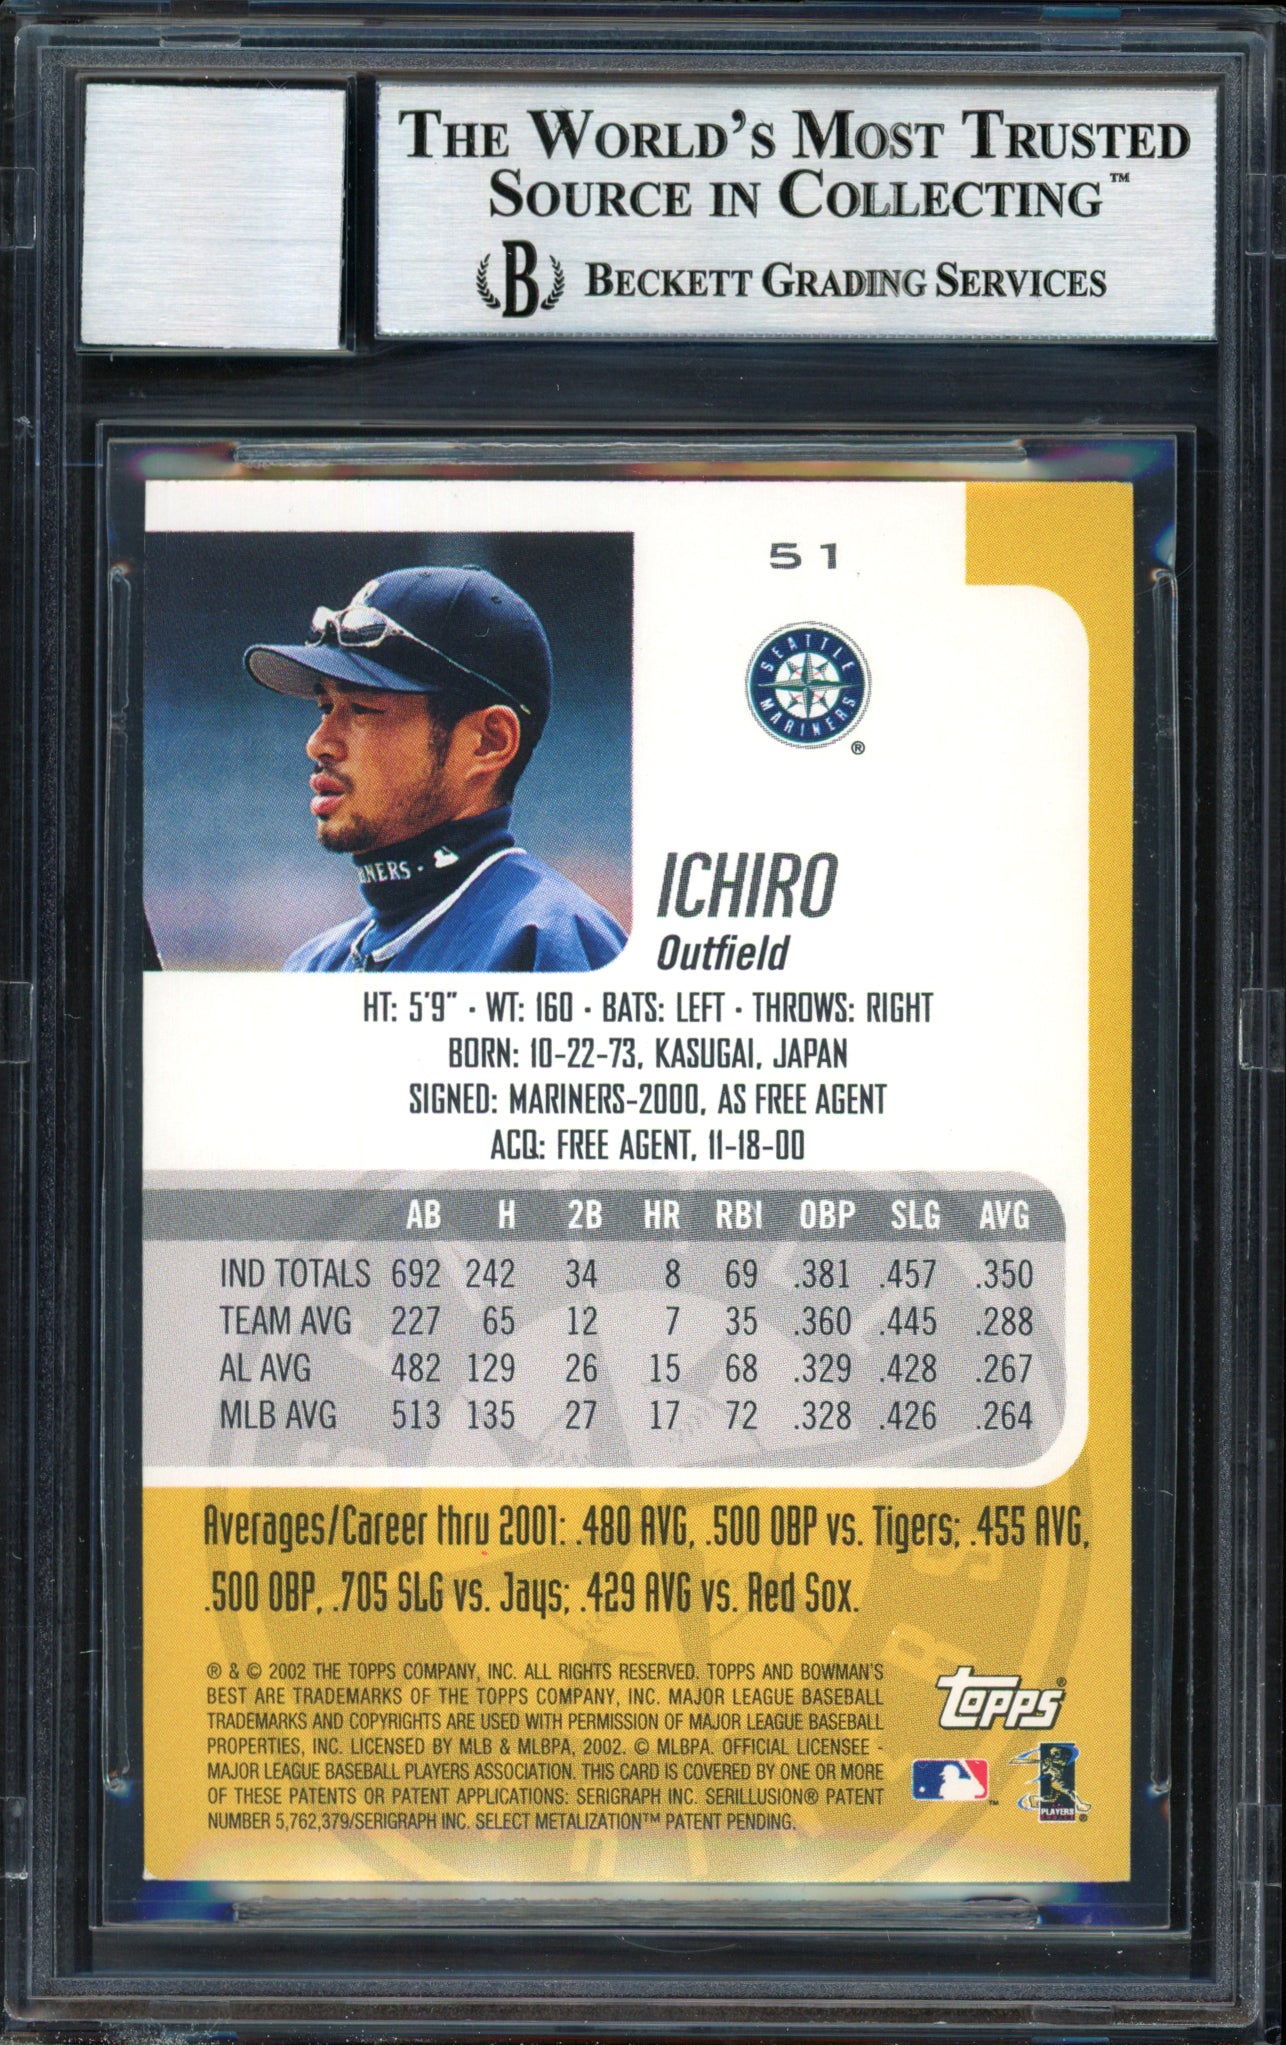 THE WORLD'S MOST TRUSTED
SOURCE IN COLLECTING™
B BECKETT GRADING SERVICES
51
SEATTLE
MARINERS
®
INERS
ICHIRO
Outfield
HT: 5'9" · WT: 160 · BATS: LEFT · THROWS: RIGHT
BORN: 10-22-73, KASUGAI, JAPAN
SIGNED: MARINERS-2000, AS FREE AGENT
ACQ: FREE AGENT, 11-18-00
AB H 2B HR RBI OBP SLG AVG
IND TOTALS 692 242 34 8 69 .381 .457 .350
TEAM AVG 227 65 12 7 35 .360 .445 .288
AL AVG 482 129 26 15 68 .329 .428 .267
MLB AVG 513 135 27 17 72 .328 .426 .264
Averages/Career thru 2001: .480 AVG, .500 OBP vs. Tigers; .455 AVG,
.500 OBP, .705 SLG vs. Jays; .429 AVG vs. Red Sox.
® & © 2002 THE TOPPS COMPANY, INC. ALL RIGHTS RESERVED. TOPPS AND BOWMAN'S
BEST ARE TRADEMARKS OF THE TOPPS COMPANY, INC. MAJOR LEAGUE BASEBALL
TRADEMARKS AND COPYRIGHTS ARE USED WITH PERMISSION OF MAJOR LEAGUE BASEBALL
PROPERTIES, INC. LICENSED BY MLB & MLBPA, 2002. © MLBPA. OFFICIAL LICENSEE -
MAJOR LEAGUE BASEBALL PLAYERS ASSOCIATION. THIS CARD IS COVERED BY ONE OR MORE
OF THESE PATENTS OR PATENT APPLICATIONS: SERIGRAPH INC. SERILLUSION® PATENT
NUMBER 5,762,379/SERIGRAPH INC. SELECT METALIZATION™ PATENT PENDING.
TOPPS®
™
PLAYERS ®